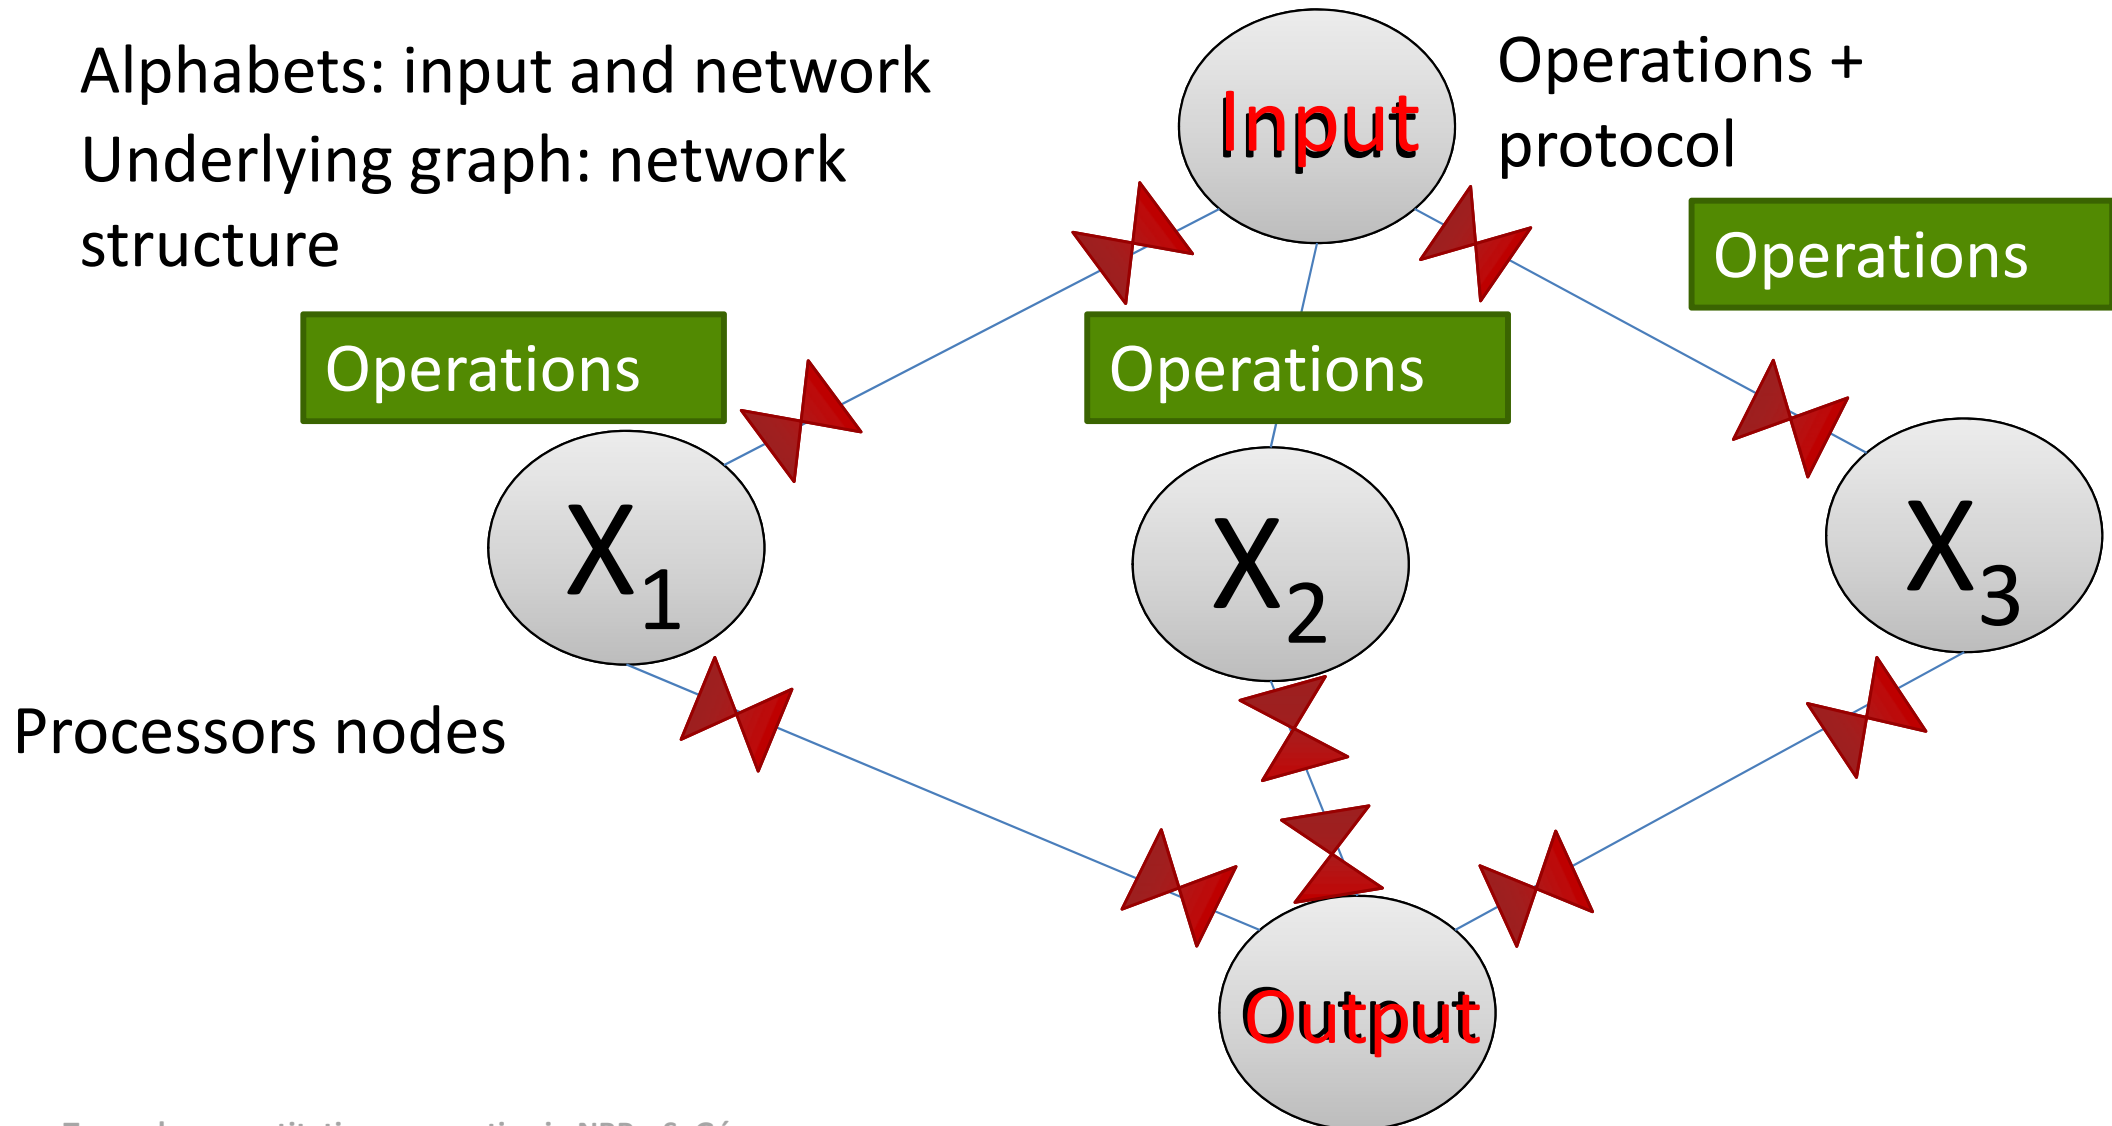 Alphabets: input and network
Underlying graph: network
structure
Input
Operations +
protocol
Operations
Operations
Operations
X1
X2
X3
Processors nodes
Output